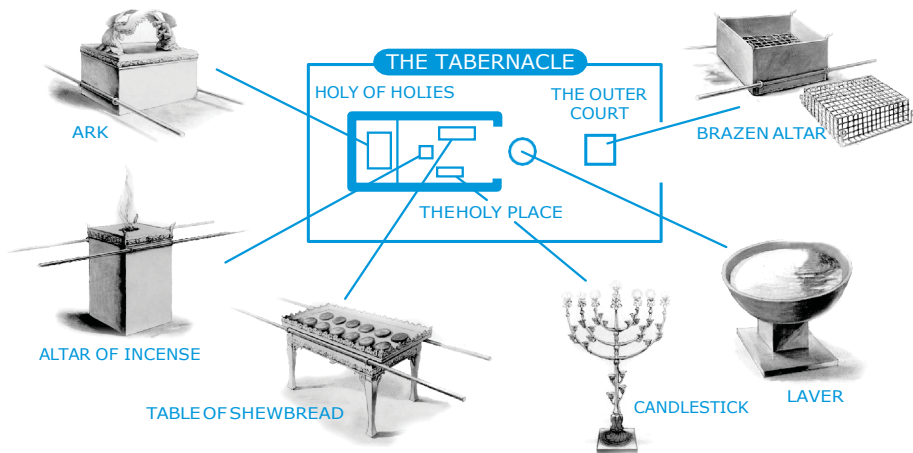 THE TABERNACLE
HOLY OF HOLIES
THE OUTER
COURT
ARK
BRAZEN ALTAR
THEHOLY PLACE
ALTAR OF INCENSE
TABLE OF SHEWBREAD
CANDLESTICK
LAVER